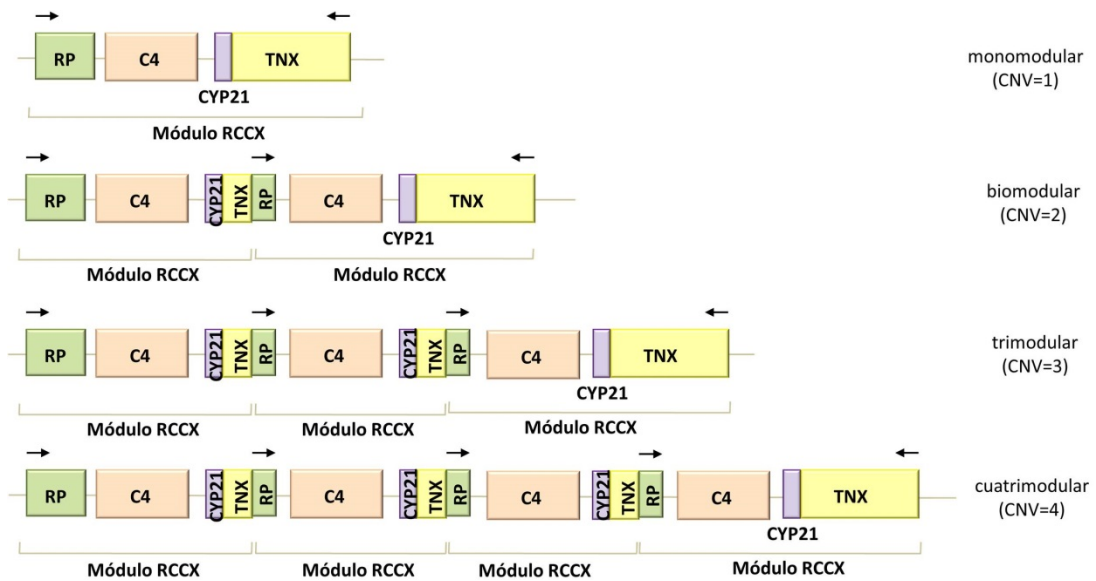 RP C4 TNX
CYP21
Módulo RCCX
monomodular
(CNV=1)
RP C4 CYP21 TNX RP C4 TNX
CYP21
Módulo RCCX Módulo RCCX
biomodular
(CNV=2)
RP C4 CYP21 TNX RP C4 CYP21 TNX RP C4 TNX
CYP21
Módulo RCCX Módulo RCCX Módulo RCCX
trimodular
(CNV=3)
RP C4 CYP21 TNX RP C4 CYP21 TNX RP C4 CYP21 TNX RP C4 TNX
CYP21
Módulo RCCX Módulo RCCX Módulo RCCX Módulo RCCX
cuatrimodular
(CNV=4)